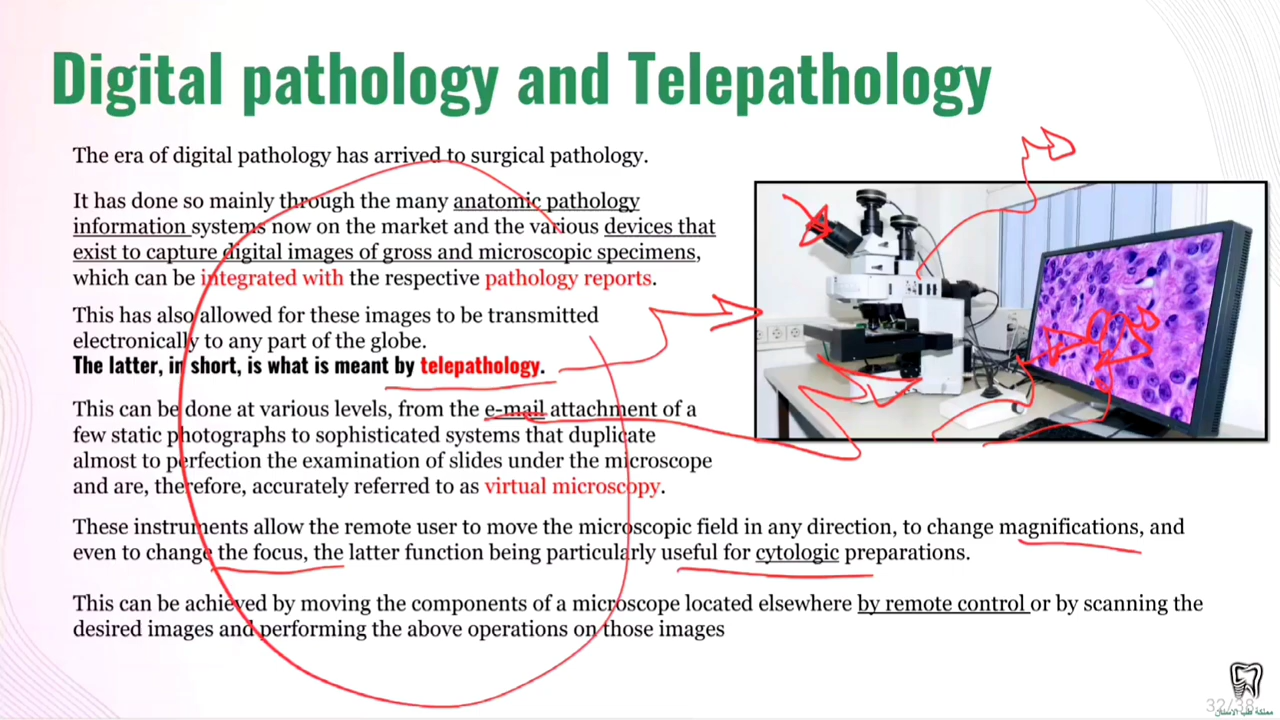 Digital pathology and Telepathology
The era of digital pathology has arrived to surgical pathology.
It has done so mainly through the many anatomic pathology
information systems now on the market and the various devices that
exist to capture digital images of gross and microscopic specimens,
which can be integrated with the respective pathology reports.
This has also allowed for these images to be transmitted
electronically to any part of the globe.
The latter, in short, is what is meant by telepathology.
This can be done at various levels, from the e-mail attachment of a
few static photographs to sophisticated systems that duplicate
almost to perfection the examination of slides under the microscope
and are, therefore, accurately referred to as virtual microscopy.
These instruments allow the remote user to move the microscopic field in any direction, to change magnifications, and
even to change the focus, the latter function being particularly useful for cytologic preparations.
This can be achieved by moving the components of a microscope located elsewhere by remote control or by scanning the
desired images and performing the above operations on those images
32/38
مملكة طب الاسنان